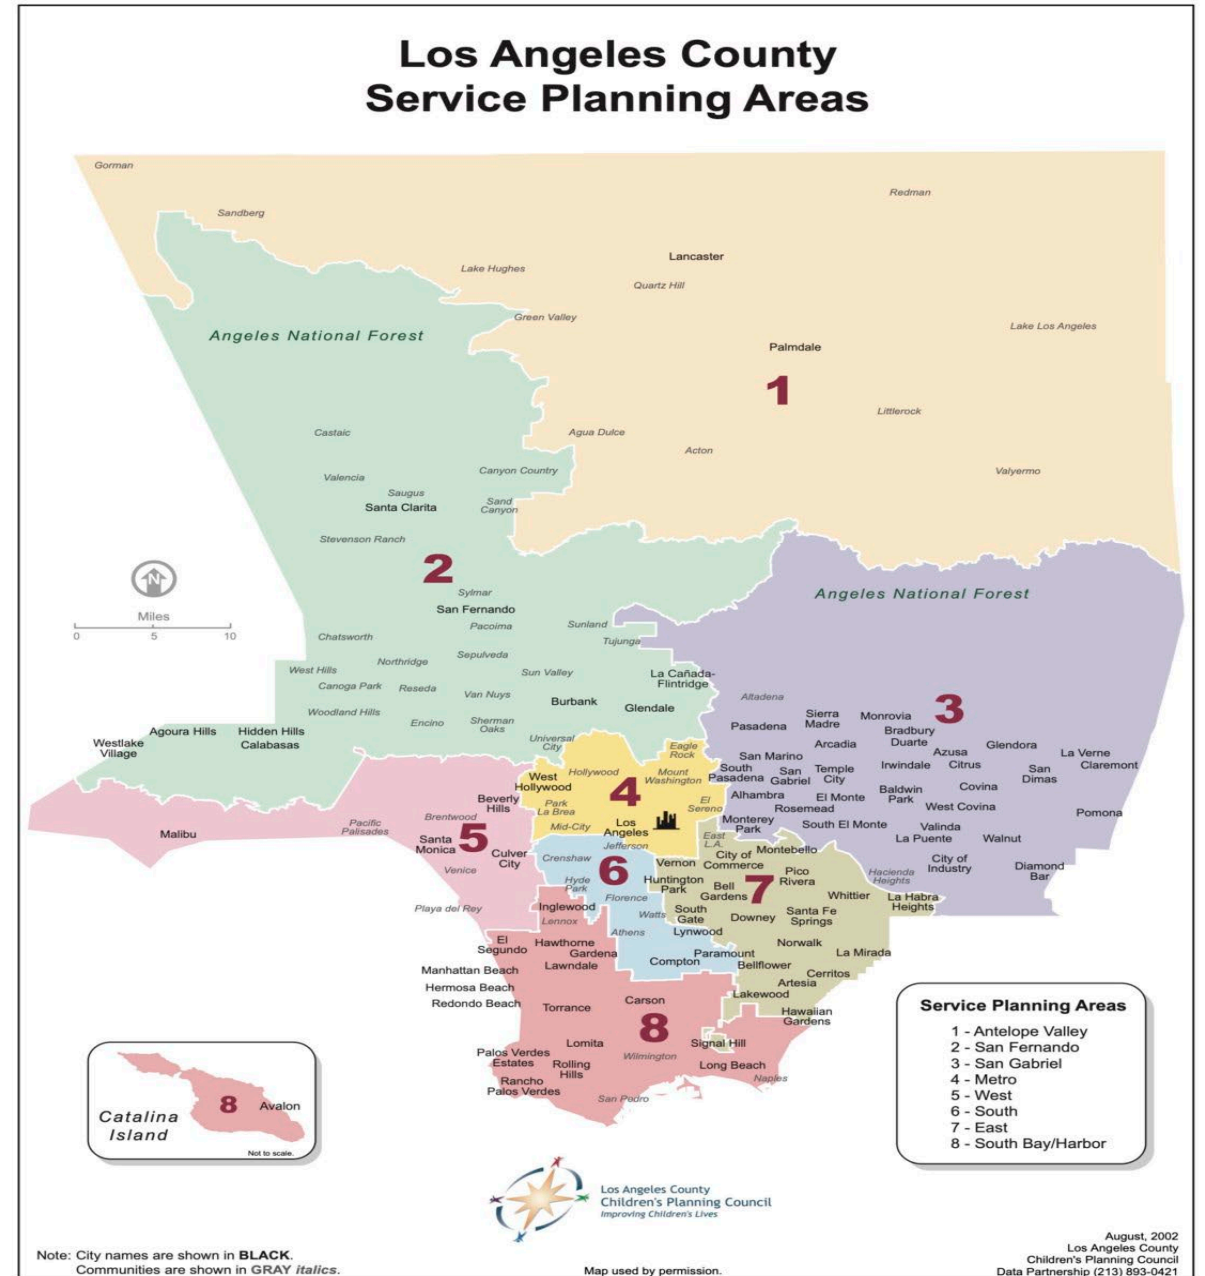 Los Angeles County
Service Planning Areas
Gorman
Redman
Sandberg
Lancaster
Lake Hughes
Quartz Hill
Green Valley
Lake Los Angeles
Angeles National Forest
Palmdale
1
Littlerock
Castaic
Agua Dulce
Acton
Canyon Country
Valyermo
Valencia
Saugus
Sand
Canyon
Santa Clarita
Stevenson Ranch
2
N
Sylmar
Angeles National Forest
San Fernando
Miles
0 5 10
Pacoima
Sunland
Chatsworth
Tujunga
Sepulveda
Northridge
West Hills
Sun Valley
La Cañada-
Flintridge
Canoga Park
Reseda
Van Nuys
Altadena
Burbank
Glendale
3
Woodland Hills
Encino
Sherman
Oaks
Sierra
Madre
Monrovia
Pasadena
Bradbury
Duarte
Agoura Hills
Hidden Hills
Calabasas
Westlake
Village
Universal
City
Eagle
Rock
Arcadia
Glendora
Azusa
La Verne
San Marino
Irwindale
Citrus
Claremont
South
Pasadena
San
Gabriel
Temple
City
San
Dimas
West
Hollywood
Hollywood
Mount
Washington
4
Baldwin
Park
Covina
Beverly
Hills
Park
La Brea
El
Sereno
Alhambra
El Monte
Rosemead
West Covina
Pomona
Brentwood
Pacific
Palisades
Mid-City
Los
Angeles
Monterey
Park
South El Monte
Valinda
Malibu
5
Santa
Monica
Jefferson
East
L.A.
La Puente
Walnut
Culver
City
Crenshaw
6
Vernon
City of
Commerce
Montebello
City of
Industry
Venice
Hyde
Park
Huntington
Park
Pico
Rivera
Hacienda
Heights
Diamond
Bar
Florence
Bell
Gardens
7
Whittier
La Habra
Heights
Playa del Rey
Inglewood
Lennox
Watts
South
Gate
Downey
Santa Fe
Springs
Athens
Lynwood
El
Segundo
Hawthorne
Gardena
Norwalk
Lawndale
Compton
Paramount
La Mirada
Manhattan Beach
Bellflower
Cerritos
Hermosa Beach
Artesia
Redondo Beach
Lakewood
Torrance
Carson
Hawaiian
Gardens
8
Lomita
Signal Hill
Palos Verdes
Estates
Rolling
Hills
Wilmington
Long Beach
Rancho
Palos Verdes
Naples
San Pedro
Service Planning Areas
1 - Antelope Valley
2 - San Fernando
3 - San Gabriel
4 - Metro
5 - West
6 - South
7 - East
8 - South Bay/Harbor
8
Avalon
Catalina
Island
Not to scale.
Los Angeles County
Children's Planning Council
Improving Children's Lives
Note: City names are shown in BLACK.
Communities are shown in GRAY italics.
Map used by permission.
August, 2002
Los Angeles County
Children's Planning Council
Data Partnership (213) 893-0421